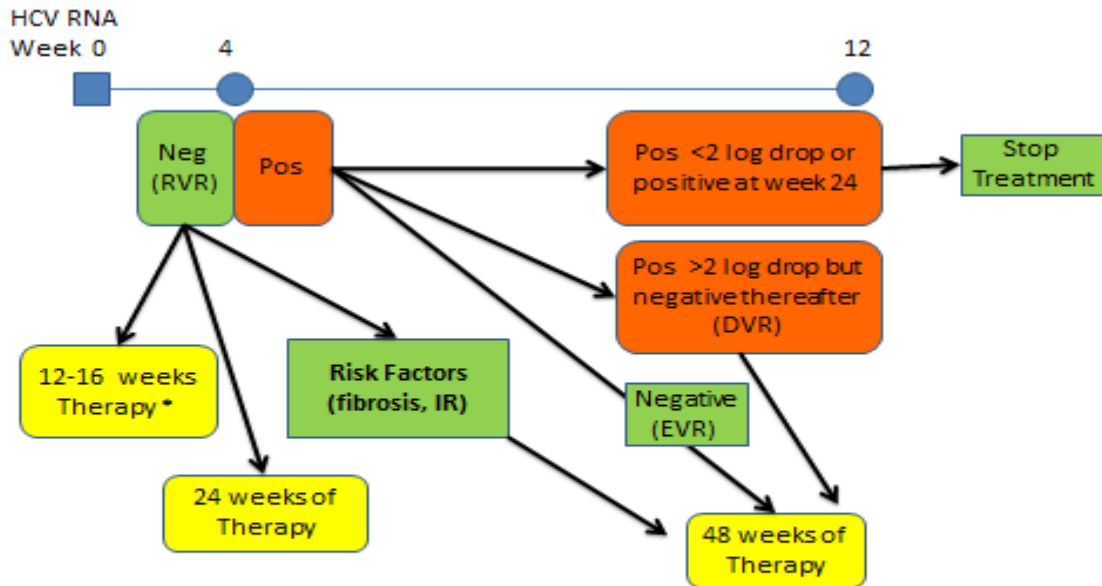 HCV RNA
Week 0
4
12
Neg
(RVR)
Pos
Pos <2 log drop or
positive at week 24
Stop
Treatment
Pos >2 log drop but
negative thereafter
(DVR)
12-16 weeks
Therapy *
Risk Factors
(fibrosis, IR)
Negative
(EVR)
24 weeks of
Therapy
48 weeks of
Therapy